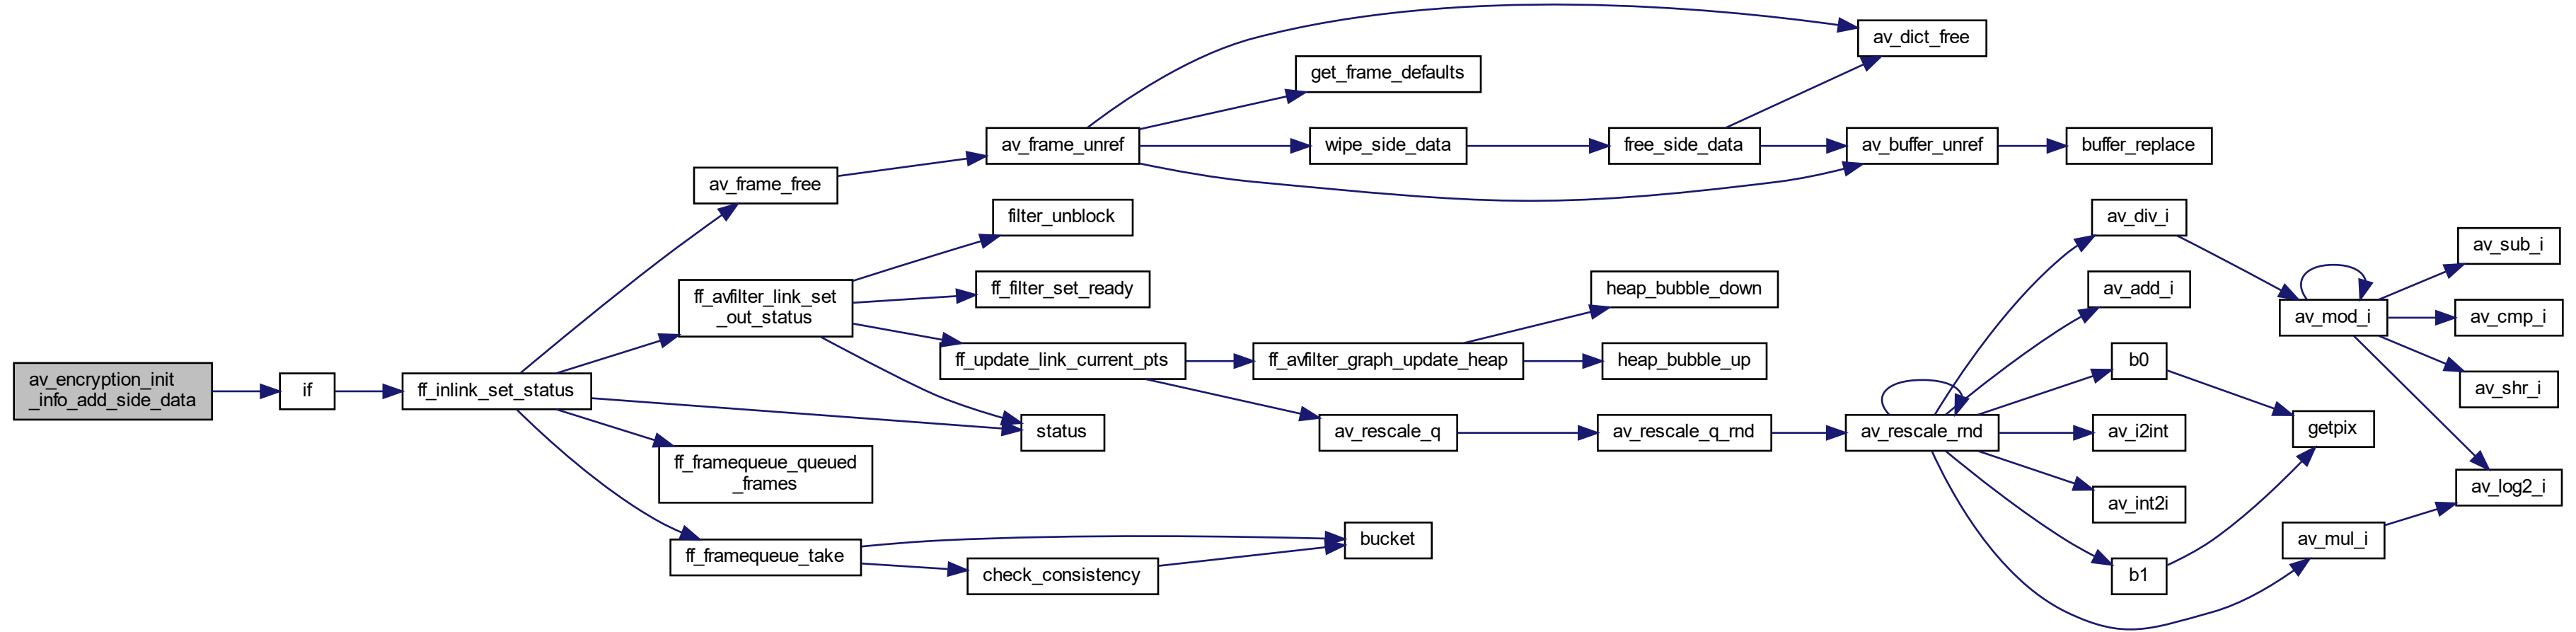 av_encryption_init
_info_add_side_data
if
ff_inlink_set_status
av_frame_free
ff_avfilter_link_set
_out_status
ff_framequeue_queued
_frames
ff_framequeue_take
av_frame_unref
filter_unblock
ff_filter_set_ready
ff_update_link_current_pts
status
check_consistency
bucket
get_frame_defaults
wipe_side_data
free_side_data
av_dict_free
av_buffer_unref
buffer_replace
ff_avfilter_graph_update_heap
heap_bubble_down
heap_bubble_up
av_rescale_q
av_rescale_q_rnd
av_rescale_rnd
av_div_i
av_add_i
b0
av_i2int
av_int2i
b1
av_mod_i
getpix
av_mul_i
av_sub_i
av_cmp_i
av_shr_i
av_log2_i